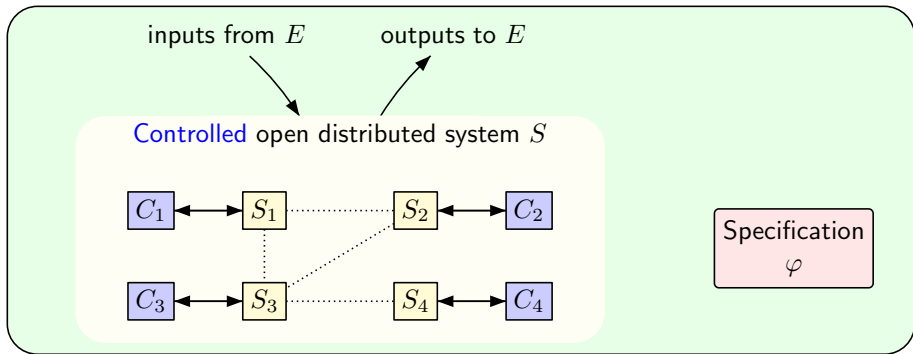 inputs from E
outputs to E
Controlled open distributed system S
C₁
S₁
S₂
C₂
C₃
S₃
S₄
C₄
Specification
φ